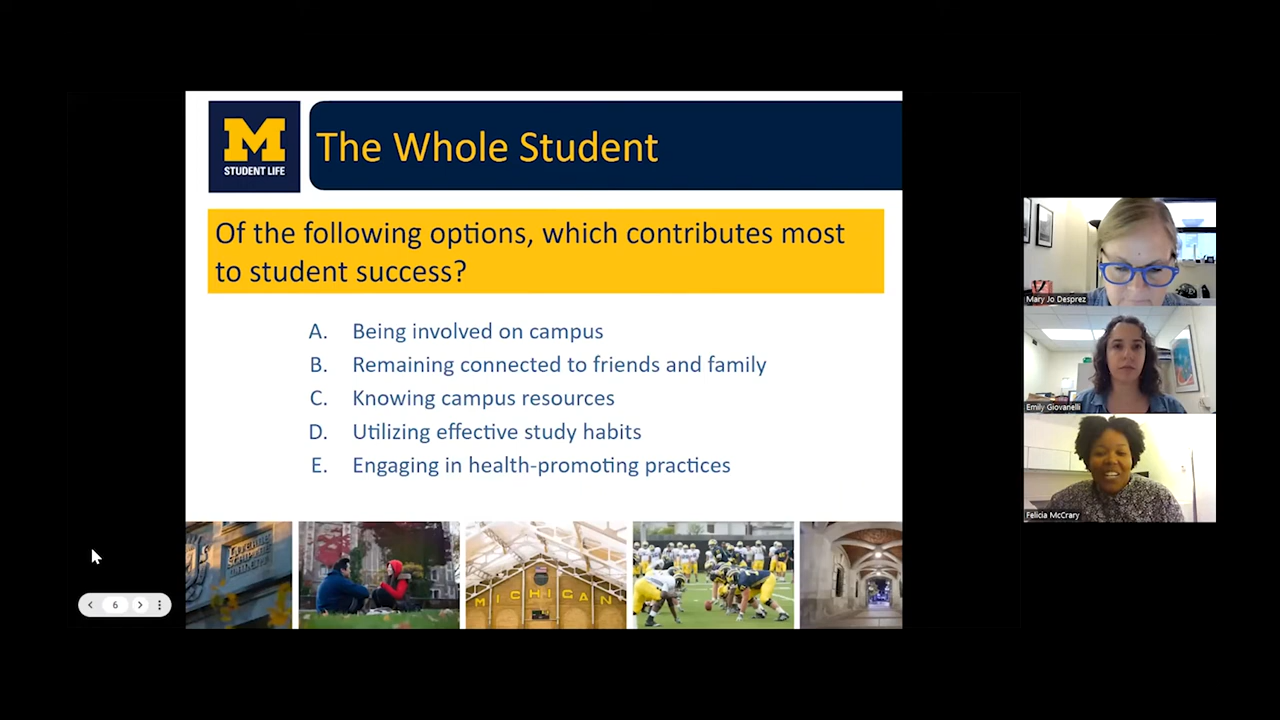 M
STUDENT LIFE
The Whole Student
Of the following options, which contributes most
to student success?
A. Being involved on campus
B. Remaining connected to friends and family
C. Knowing campus resources
D. Utilizing effective study habits
E. Engaging in health-promoting practices
MICHIGAN
6
Mary Jo Desprez
Emily Giovanelli
Felicia McCrary